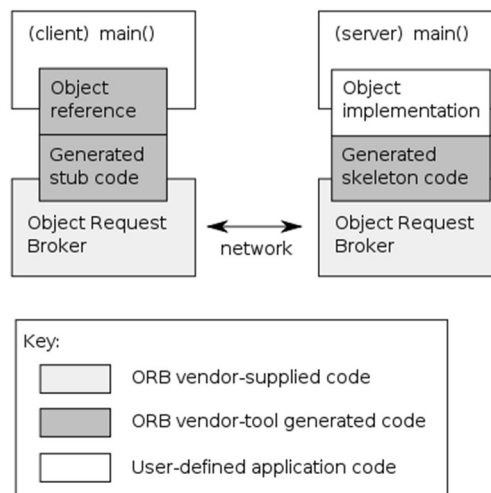 (client) main()
Object
reference
Generated
stub code
Object Request
Broker
network
(server) main()
Object
implementation
Generated
skeleton code
Object Request
Broker
Key:
ORB vendor-supplied code
ORB vendor-tool generated code
User-defined application code